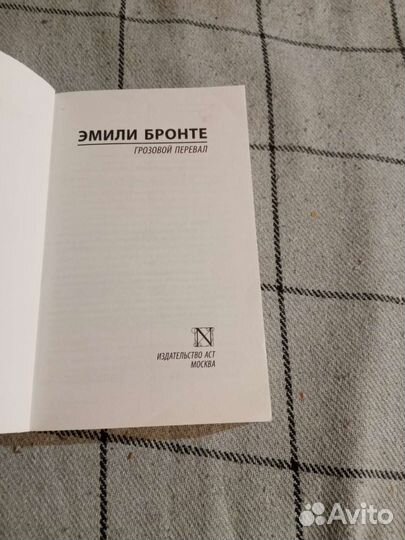 ЭМИЛИ БРОНТЕ
ГРОЗОВОЙ ПЕРЕВАЛ
N
ИЗДАТЕЛЬСТВО АСТ
МОСКВА
Avito